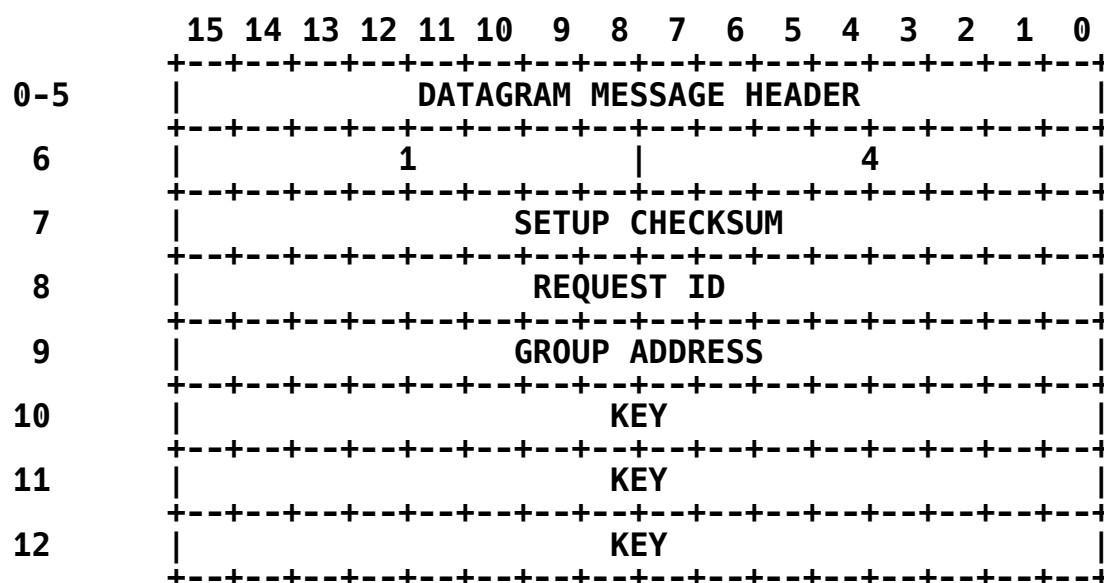 15 14 13 12 11 10 9 8 7 6 5 4 3 2 1 0
+--+--+--+--+--+--+--+--+--+--+--+--+--+--+--+--+
0-5 | DATAGRAM MESSAGE HEADER |
+--+--+--+--+--+--+--+--+--+--+--+--+--+--+--+--+
6 | 1 | 4 |
+--+--+--+--+--+--+--+--+--+--+--+--+--+--+--+--+
7 | SETUP CHECKSUM |
+--+--+--+--+--+--+--+--+--+--+--+--+--+--+--+--+
8 | REQUEST ID |
+--+--+--+--+--+--+--+--+--+--+--+--+--+--+--+--+
9 | GROUP ADDRESS |
+--+--+--+--+--+--+--+--+--+--+--+--+--+--+--+--+
10 | KEY |
+--+--+--+--+--+--+--+--+--+--+--+--+--+--+--+--+
11 | KEY |
+--+--+--+--+--+--+--+--+--+--+--+--+--+--+--+--+
12 | KEY |
+--+--+--+--+--+--+--+--+--+--+--+--+--+--+--+--+